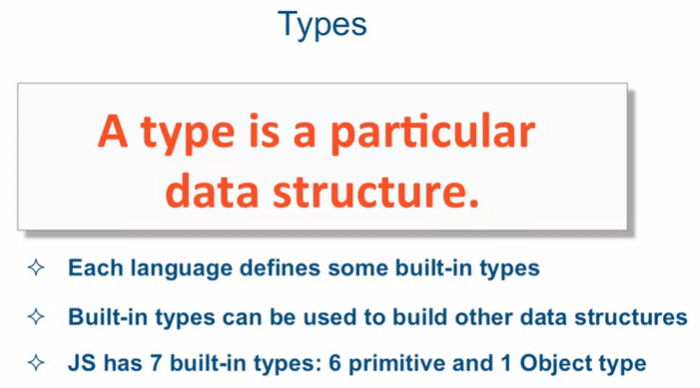 Types
A type is a particular
data structure.
Each language defines some built-in types
Built-in types can be used to build other data structures
JS has 7 built-in types: 6 primitive and 1 Object type